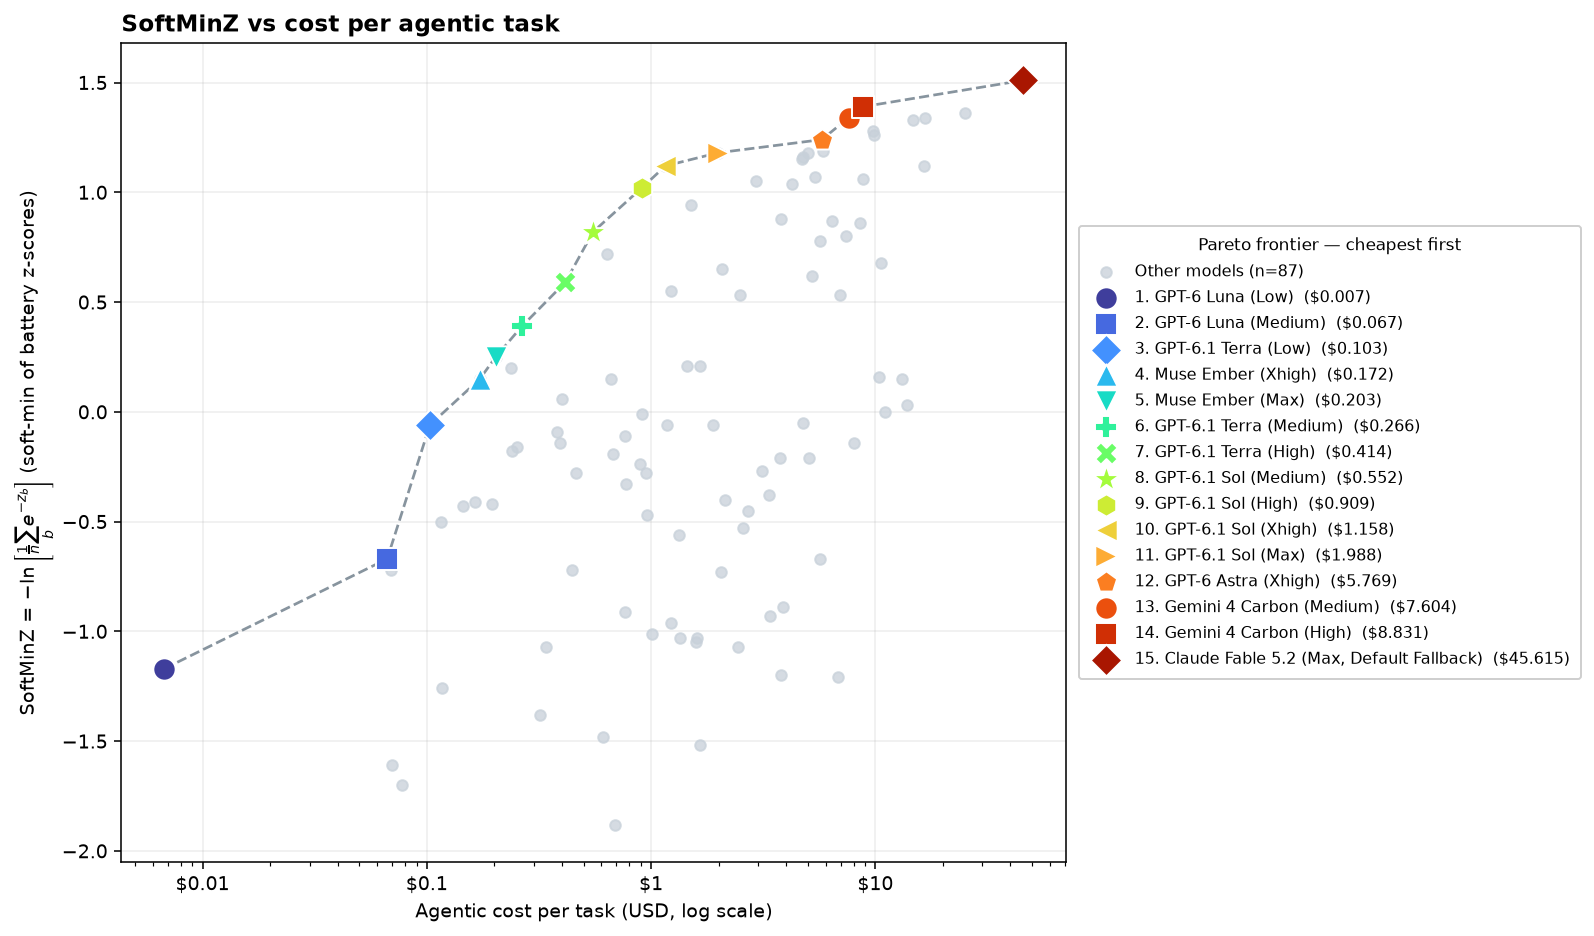 SoftMinZ vs cost per agentic task
SoftMinZ = −ln [1/n ∑_b e^{−z_b}] (soft-min of battery z-scores)
1.5
1.0
0.5
0.0
−0.5
−1.0
−1.5
−2.0
$0.01
$0.1
$1
$10
Agentic cost per task (USD, log scale)
Pareto frontier — cheapest first
Other models (n=87)
1. GPT-6 Luna (Low) ($0.007)
2. GPT-6 Luna (Medium) ($0.067)
3. GPT-6.1 Terra (Low) ($0.103)
4. Muse Ember (Xhigh) ($0.172)
5. Muse Ember (Max) ($0.203)
6. GPT-6.1 Terra (Medium) ($0.266)
7. GPT-6.1 Terra (High) ($0.414)
8. GPT-6.1 Sol (Medium) ($0.552)
9. GPT-6.1 Sol (High) ($0.909)
10. GPT-6.1 Sol (Xhigh) ($1.158)
11. GPT-6.1 Sol (Max) ($1.988)
12. GPT-6 Astra (Xhigh) ($5.769)
13. Gemini 4 Carbon (Medium) ($7.604)
14. Gemini 4 Carbon (High) ($8.831)
15. Claude Fable 5.2 (Max, Default Fallback) ($45.615)